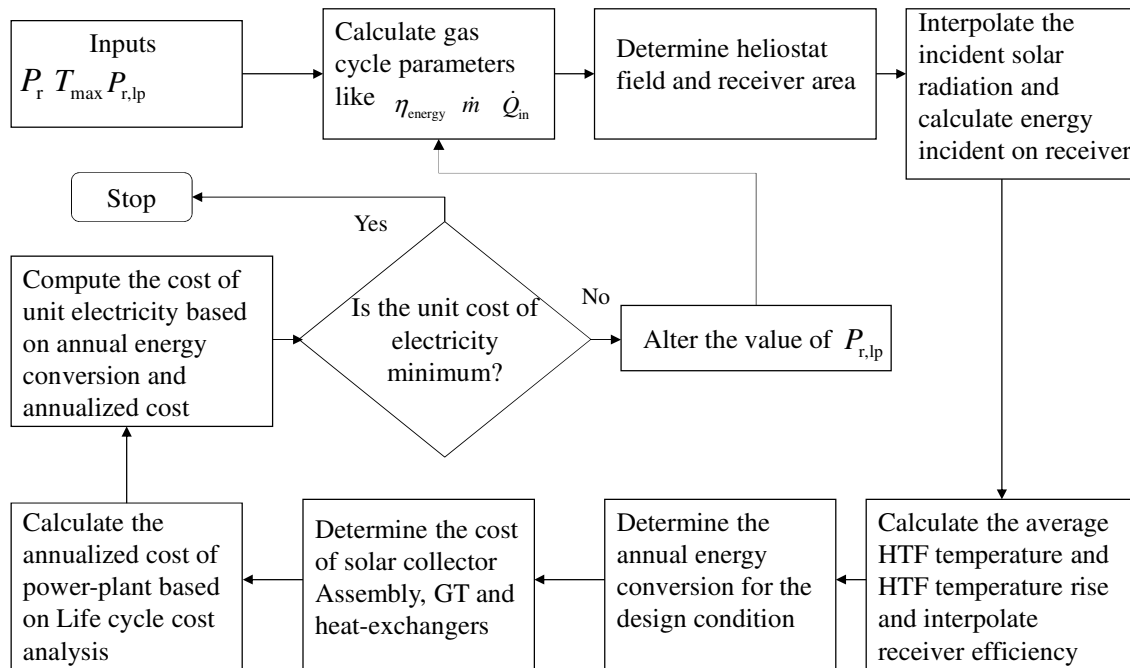 Inputs
P_r T_max P_r,lp
Calculate gas
cycle parameters
like η_energy ṁ Q̇_in
Determine heliostat
field and receiver area
Interpolate the
incident solar
radiation and
calculate energy
incident on receiver
Calculate the average
HTF temperature and
HTF temperature rise
and interpolate
receiver efficiency
Determine the
annual energy
conversion for the
design condition
Determine the cost
of solar collector
Assembly, GT and
heat-exchangers
Calculate the
annualized cost of
power-plant based
on Life cycle cost
analysis
Compute the cost of
unit electricity based
on annual energy
conversion and
annualized cost
Is the unit cost of
electricity
minimum?
Yes
Stop
No
Alter the value of P_r,lp